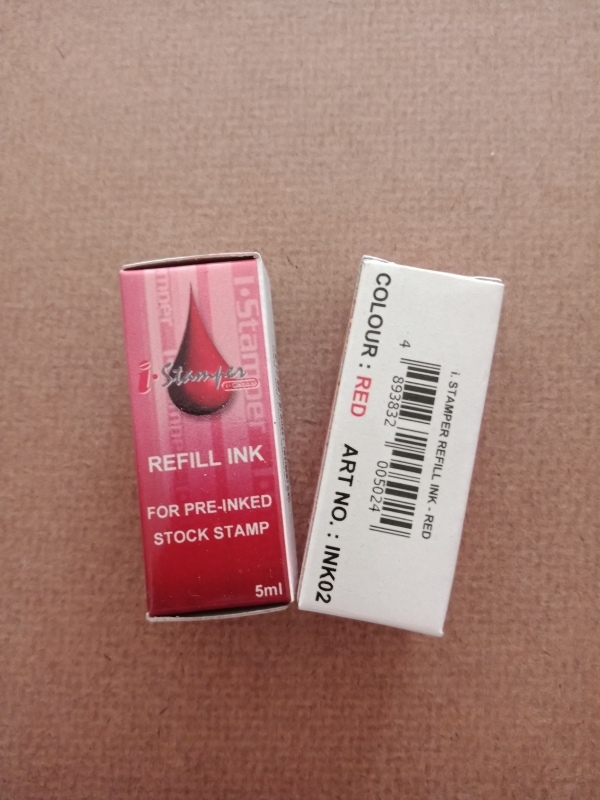 i·Stamper
i·Stamper
REFILL INK
FOR PRE-INKED
STOCK STAMP
5ml
COLOUR : RED ART NO. : INK02
4 893832 005024
i. STAMPER REFILL INK - RED